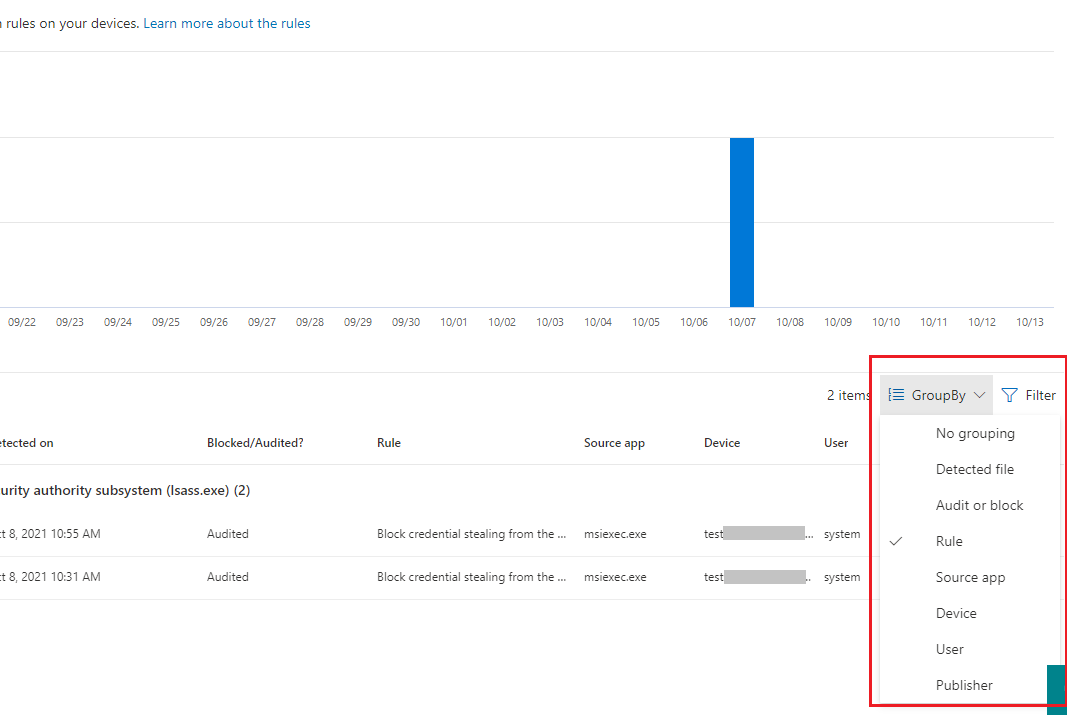 rules on your devices. Learn more about the rules
09/22 09/23 09/24 09/25 09/26 09/27 09/28 09/29 09/30 10/01 10/02 10/03 10/04 10/05 10/06 10/07 10/08 10/09 10/10 10/11 10/12 10/13
2 items GroupBy Filter
etected on Blocked/Audited? Rule Source app Device User
urity authority subsystem (lsass.exe) (2)
ct 8, 2021 10:55 AM Audited Block credential stealing from the ... msiexec.exe test... system
ct 8, 2021 10:31 AM Audited Block credential stealing from the ... msiexec.exe test.. system
No grouping
Detected file
Audit or block
Rule
Source app
Device
User
Publisher